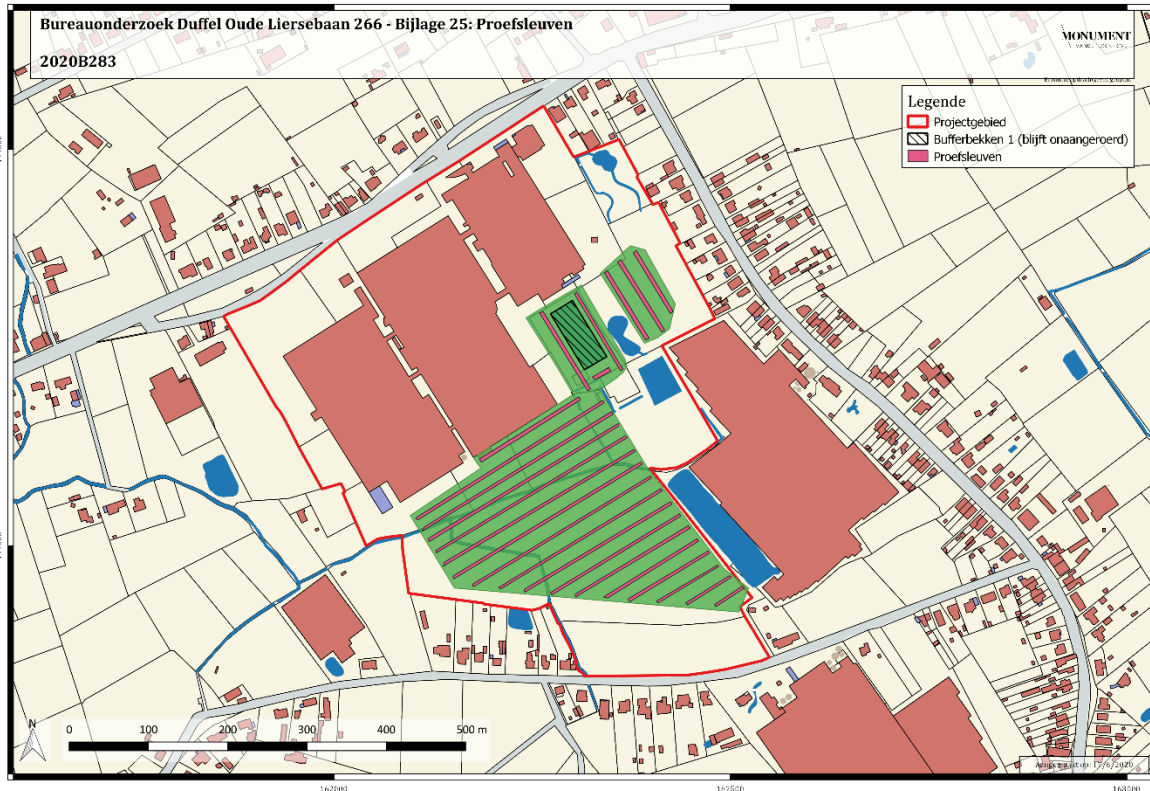 Bureauonderzoek Duffel Oude Liersebaan 266 - Bijlage 25: Proefsleuven
2020B283
MONUMENT
Legende
Projectgebied
Bufferbekken 1 (blijft onaangeroerd)
Proefsleuven
N
0 100 200 300 400 500 m
162000 162500 163000